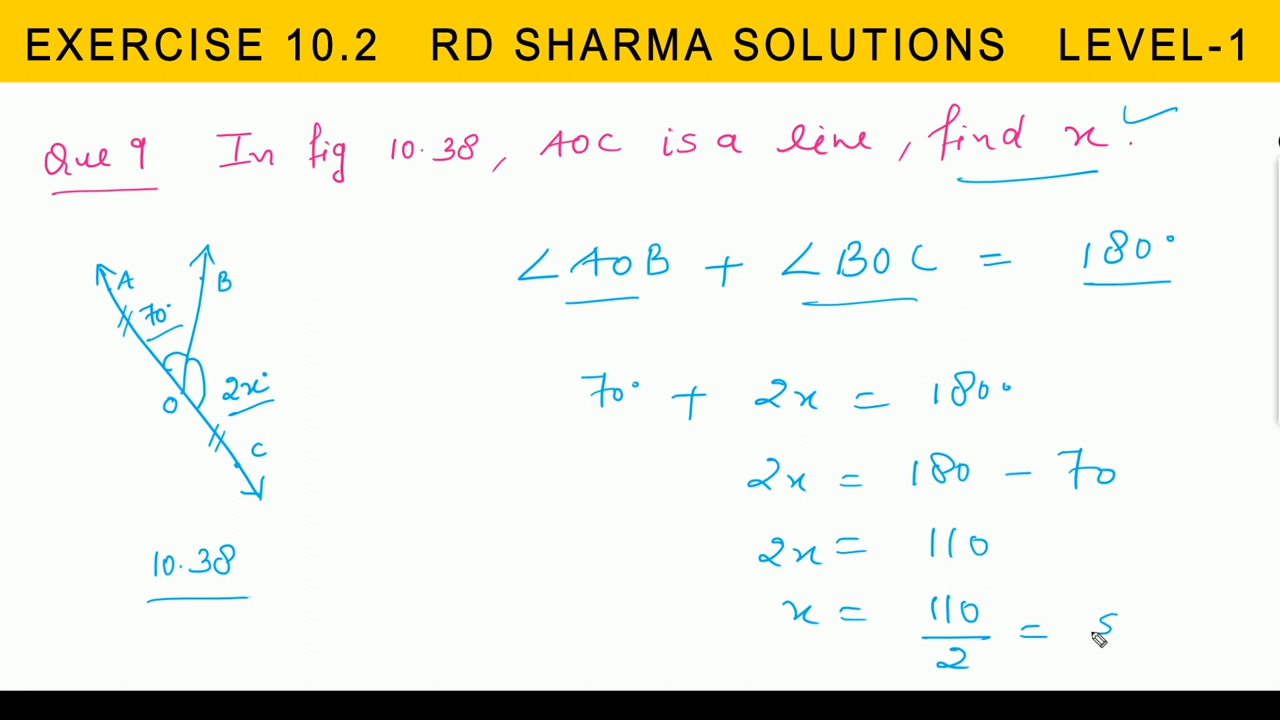 EXERCISE 10.2 RD SHARMA SOLUTIONS LEVEL-1
Que 9 In fig 10.38, AOC is a line, find x.
∠AOB + ∠BOC = 180°
A
B
70°
2x°
O
C
10.38
70° + 2x = 180°
2x = 180 - 70
2x = 110
x = 110/2 = 5